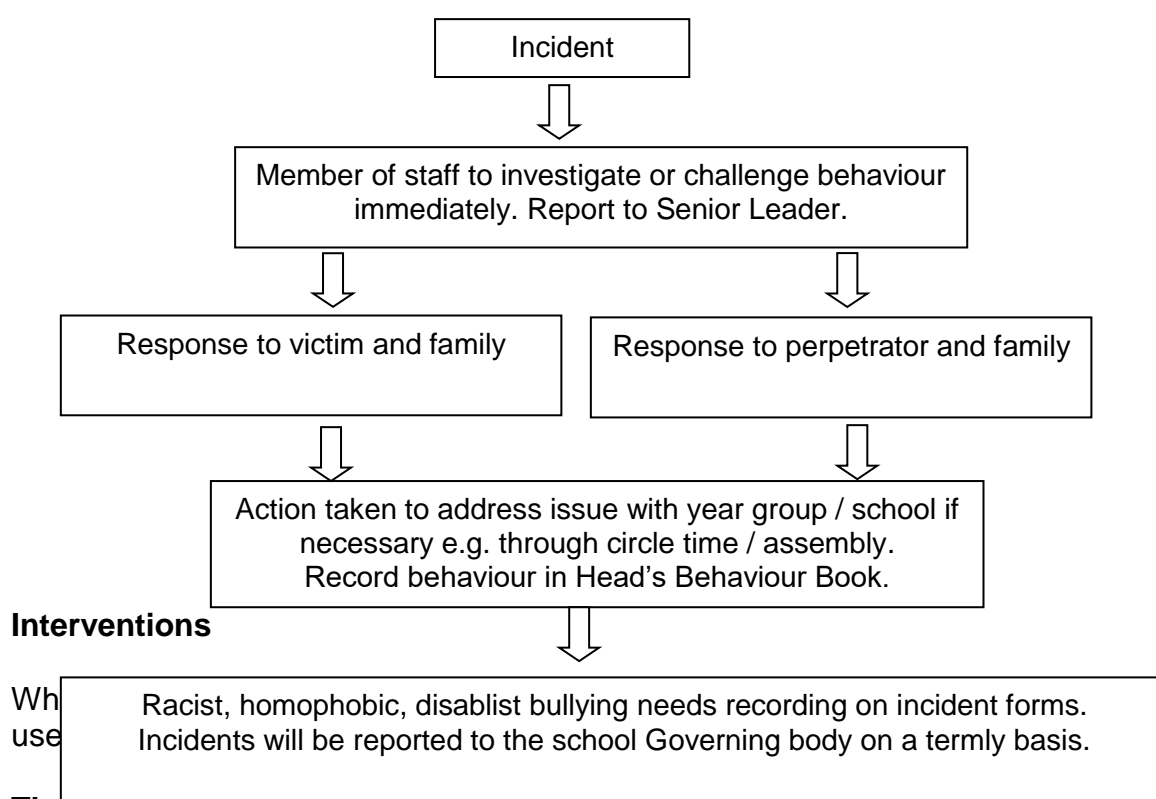 Incident
Member of staff to investigate or challenge behaviour
immediately. Report to Senior Leader.
Response to victim and family
Response to perpetrator and family
Action taken to address issue with year group / school if
necessary e.g. through circle time / assembly.
Record behaviour in Head's Behaviour Book.
Interventions
Wh
use
Racist, homophobic, disablist bullying needs recording on incident forms.
Incidents will be reported to the school Governing body on a termly basis.